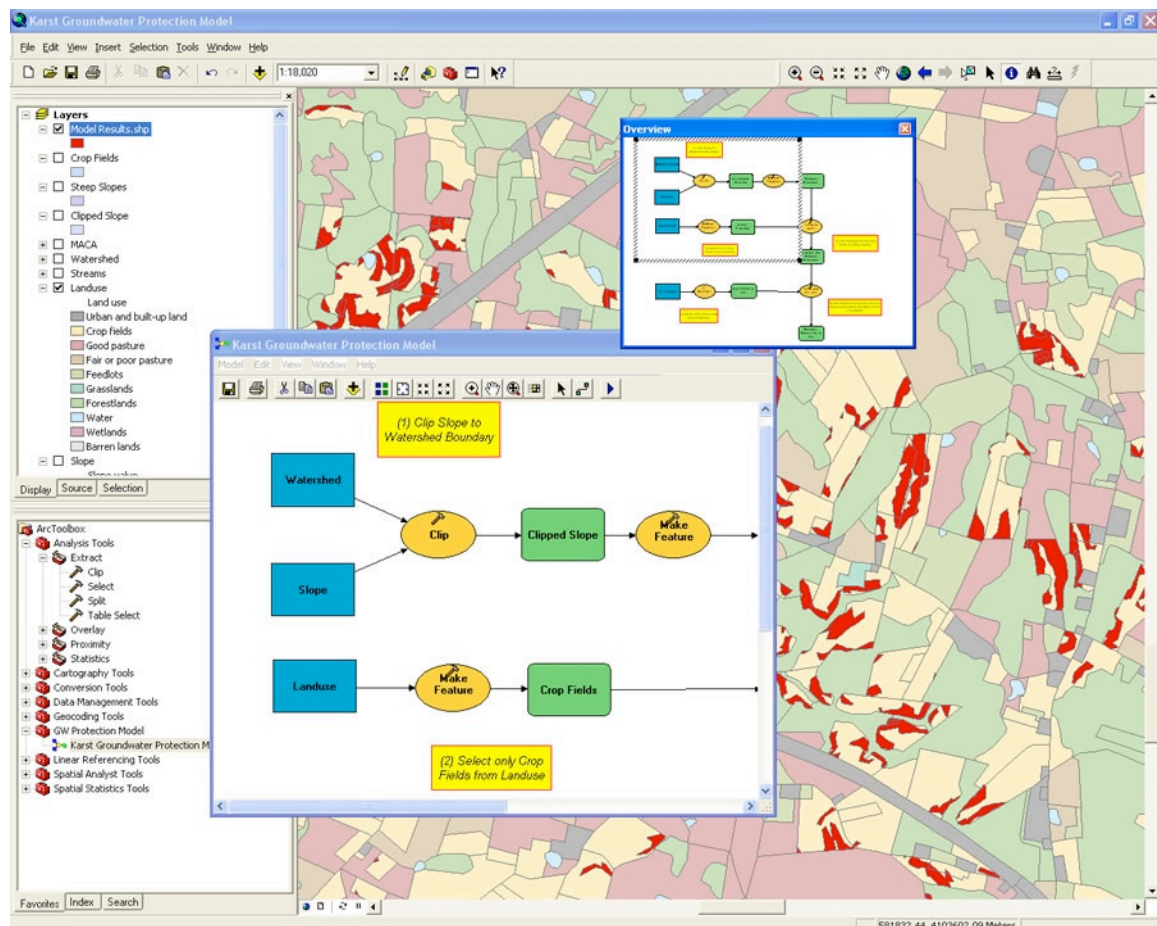 Karst Groundwater Protection Model
File Edit View Insert Selection Tools Window Help
1:18,020
Layers
Model Results.shp
Crop Fields
Steep Slopes
Clipped Slope
MACA
Watershed
Streams
Landuse
Land use
Urban and built-up land
Crop fields
Good pasture
Fair or poor pasture
Feedlots
Grasslands
Forestlands
Water
Wetlands
Barren lands
Slope
Display Source Selection
ArcToolbox
Analysis Tools
Extract
Clip
Select
Split
Table Select
Overlay
Proximity
Statistics
Cartography Tools
Conversion Tools
Data Management Tools
Geocoding Tools
GW Protection Model
Karst Groundwater Protection M
Linear Referencing Tools
Spatial Analyst Tools
Spatial Statistics Tools
Favorites Index Search
Overview
Karst Groundwater Protection Model
Model Edit View Window Help
(1) Clip Slope to
Watershed Boundary
Watershed
Clip
Clipped Slope
Make
Feature
Slope
Landuse
Make
Feature
Crop Fields
(2) Select only Crop
Fields from Landuse
581832.44 4103602.09 Meters